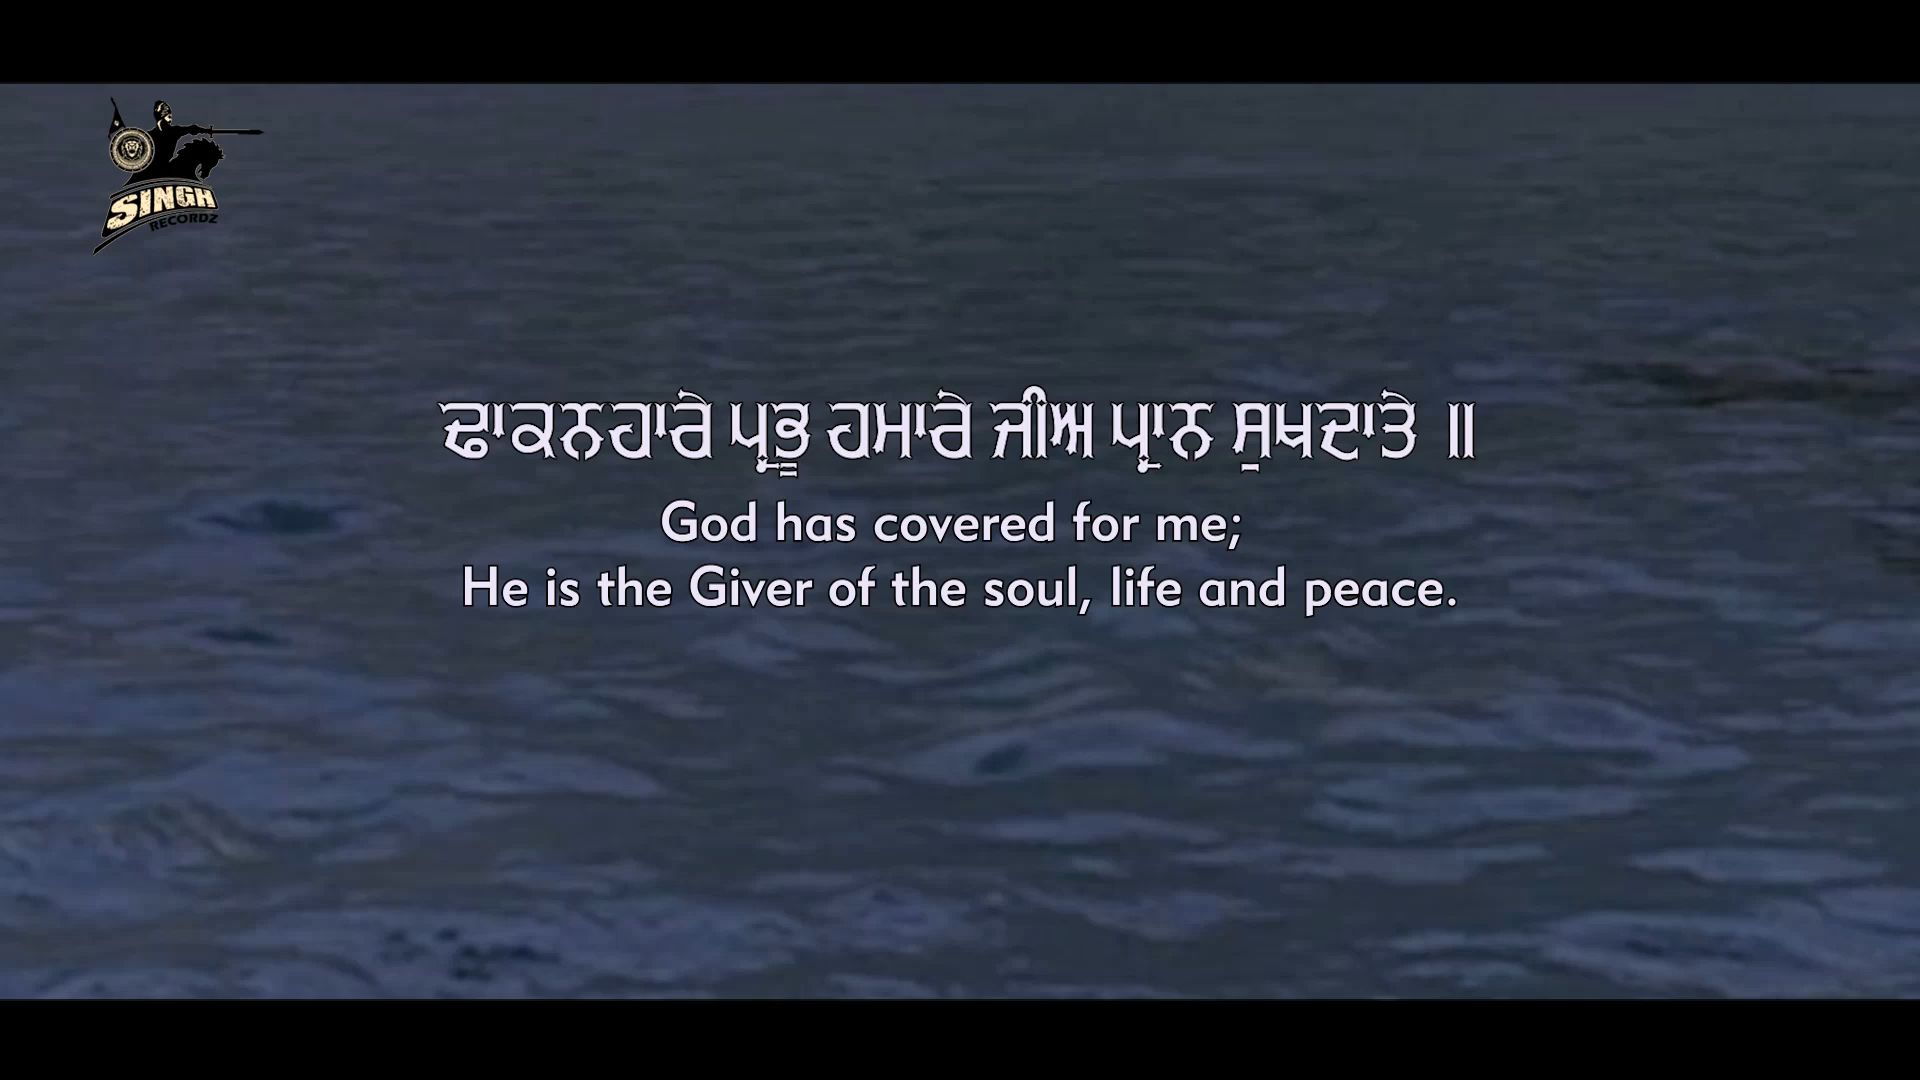 SINGH
RECORDZ
ਢਾਕਨਹਾਰੇ ਪ੍ਰਭੂ ਹਮਾਰੇ ਜੀਅ ਪ੍ਰਾਨ ਸੁਖਦਾਤੇ ॥
God has covered for me;
He is the Giver of the soul, life and peace.